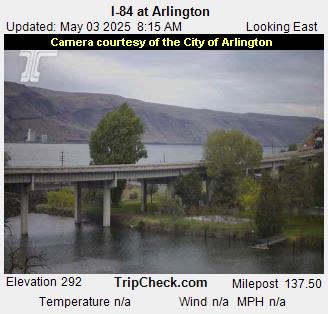 I-84 at Arlington
Updated: May 03 2025 8:15 AM Looking East
Camera courtesy of the City of Arlington
Elevation 292 TripCheck.com Milepost 137.50
Temperature n/a Wind n/a MPH n/a